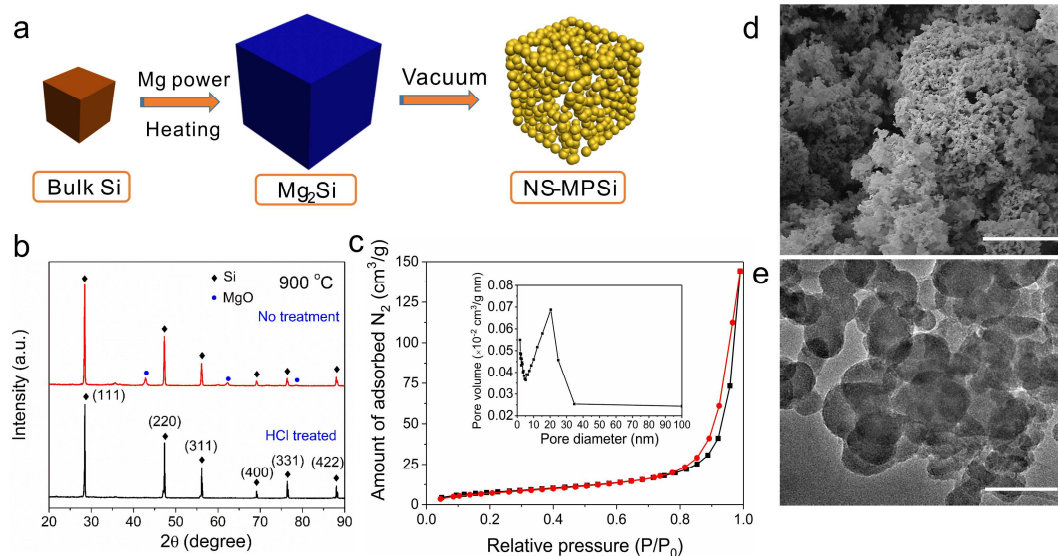 a
Mg power
Heating
Vacuum
Bulk Si
Mg₂Si
NS-MPSi
b
Intensity (a.u.)
Si
MgO
900 °C
No treatment
HCl treated
(111)
(220)
(311)
(400)
(331)
(422)
20 30 40 50 60 70 80 90
2θ (degree)
c
Amount of adsorbed N₂ (cm³/g)
150
125
100
75
50
25
0
0.0 0.2 0.4 0.6 0.8 1.0
Relative pressure (P/P₀)
Pore volume (×10⁻² cm³/g nm)
0.08
0.07
0.06
0.05
0.04
0.03
0.02
0 10 20 30 40 50 60 70 80 90 100
Pore diameter (nm)
d
e